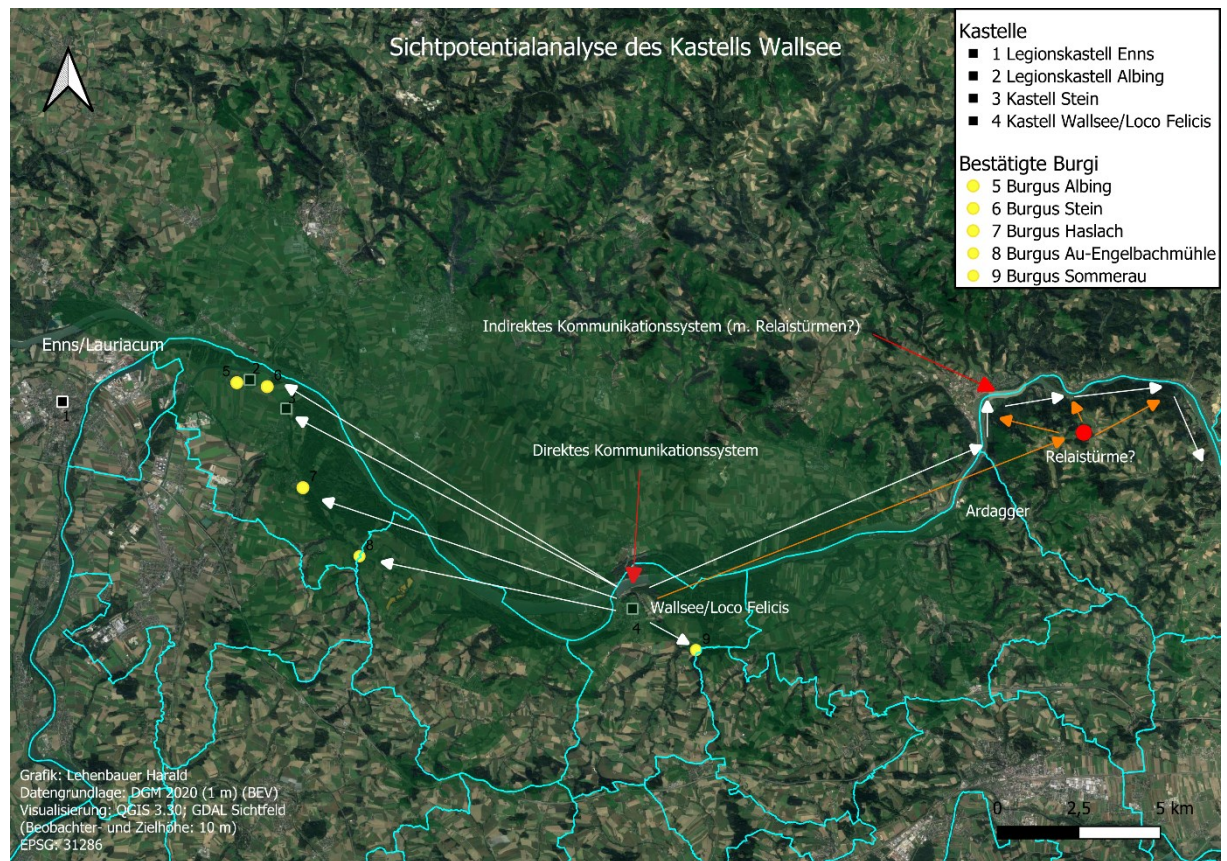 Sichtpotentialanalyse des Kastells Wallsee
Kastelle
1 Legionskastell Enns
2 Legionskastell Albing
3 Kastell Stein
4 Kastell Wallsee/Loco Felicis
Bestätigte Burgi
5 Burgus Albing
6 Burgus Stein
7 Burgus Haslach
8 Burgus Au-Engelbachmühle
9 Burgus Sommerau
Indirektes Kommunikationssystem (m. Relaistürmen?)
Enns/Lauriacum
5
2
1
Direktes Kommunikationssystem
Relaistürme?
7
Ardagger
8
Wallsee/Loco Felicis
4
9
Grafik: Lehenbauer Harald
Datengrundlage: DGM 2020 (1 m) (BEV)
Visualisierung: QGIS 3.30; GDAL Sichtfeld
(Beobachter- und Zielhöhe: 10 m)
EPSG: 31286
0 2,5 5 km